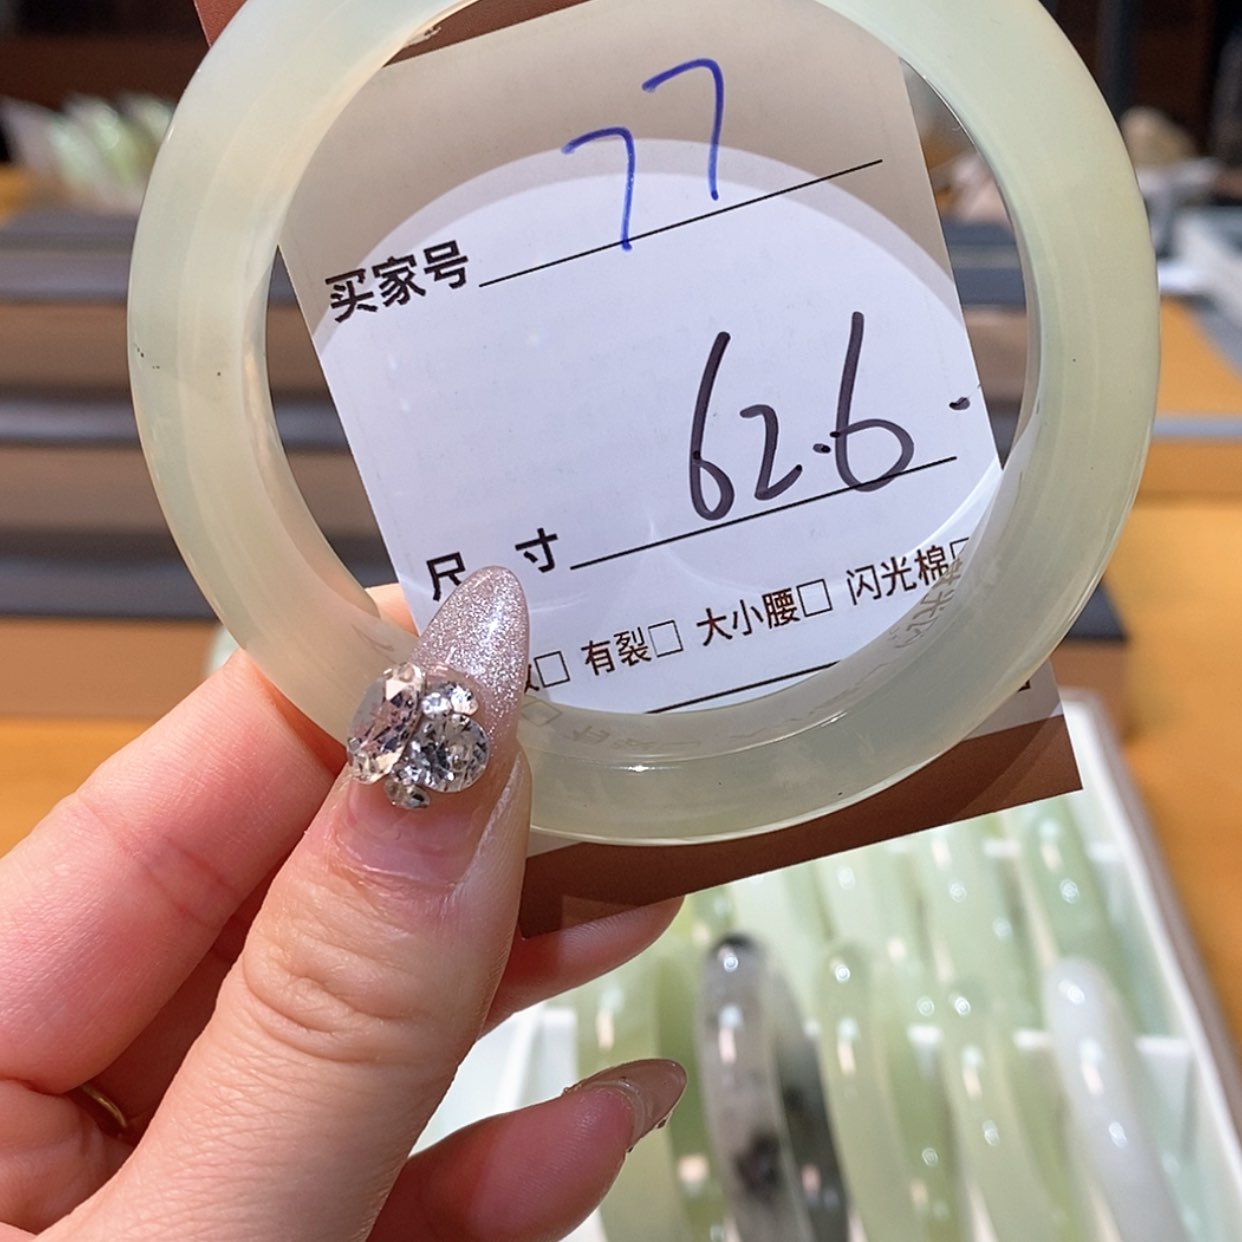 买家号 77
尺 寸 62.6
□ 有裂□ 大小腰□ 闪光棉□